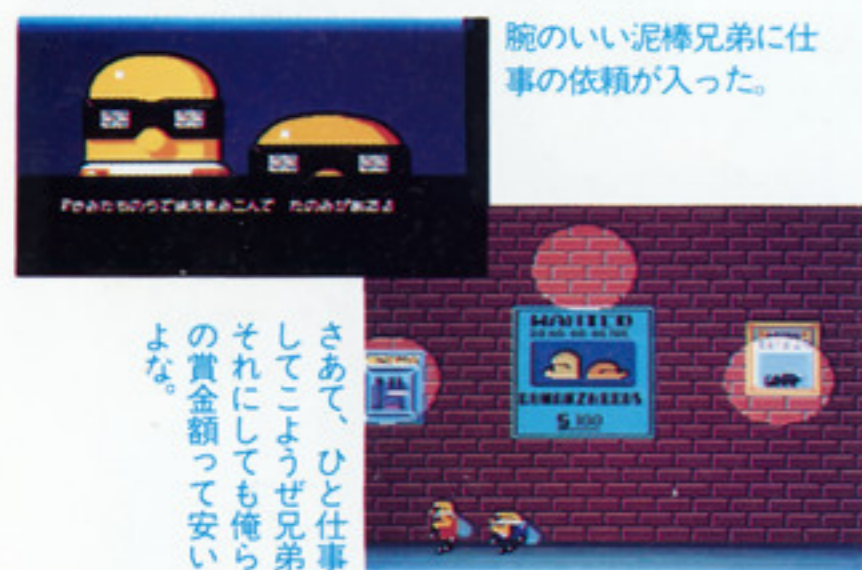 腕のいい泥棒兄弟に仕
事の依頼が入った。
さあて、ひと仕事
してこようぜ兄弟
それにしても俺ら
の賞金額って安い
よな。
WANTED
BONANZABROS
$100